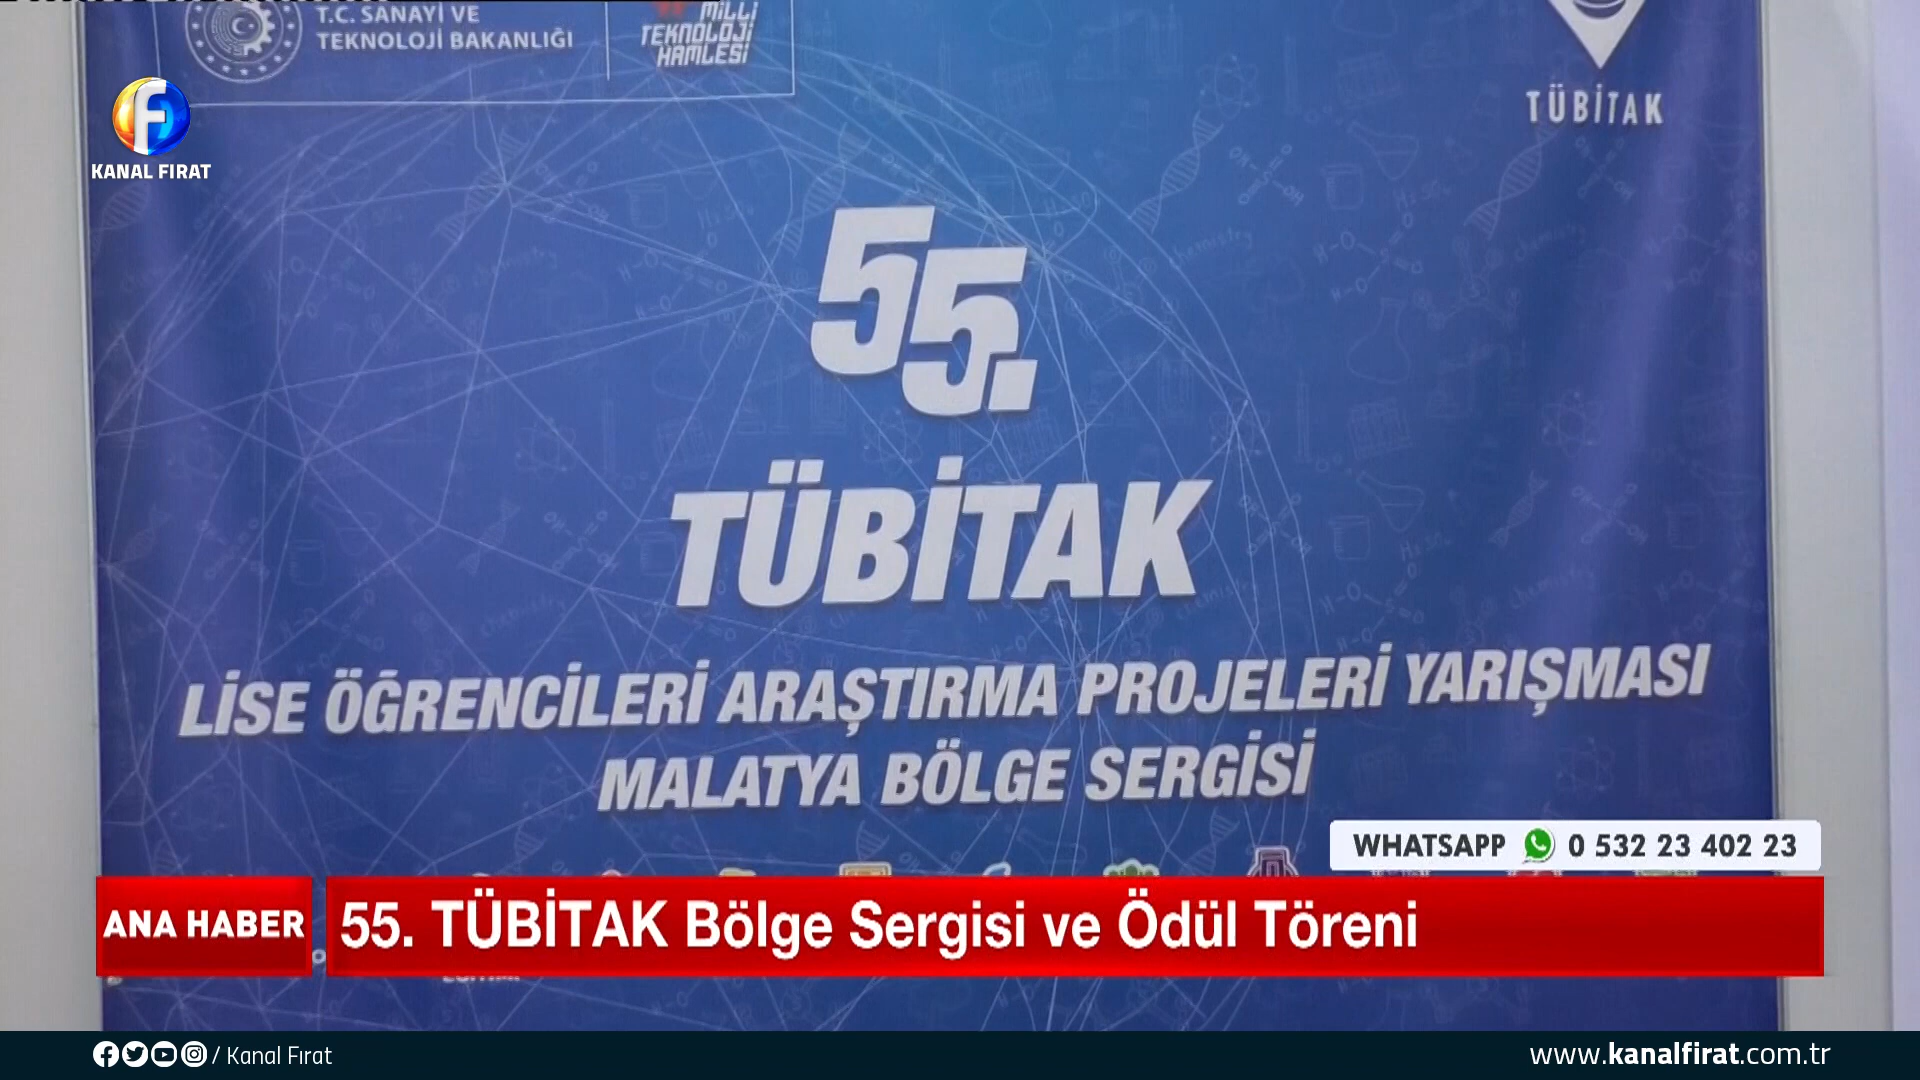 T.C. SANAYİ VE
TEKNOLOJİ BAKANLIĞI
MİLLİ
TEKNOLOJİ
HAMLESİ
TÜBİTAK
KANAL FIRAT
55.
TÜBİTAK
LİSE ÖĞRENCİLERİ ARAŞTIRMA PROJELERİ YARIŞMASI
MALATYA BÖLGE SERGİSİ
WHATSAPP 0 532 23 402 23
ANA HABER
55. TÜBİTAK Bölge Sergisi ve Ödül Töreni
/ Kanal Fırat
www.kanalfirat.com.tr